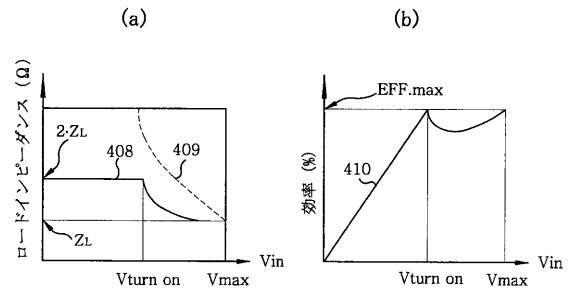 (a)
ロードインピーダンス (Ω)
2·ZL
408
409
ZL
Vturn on
Vmax
Vin
(b)
効率 (%)
EFF.max
410
Vturn on
Vmax
Vin